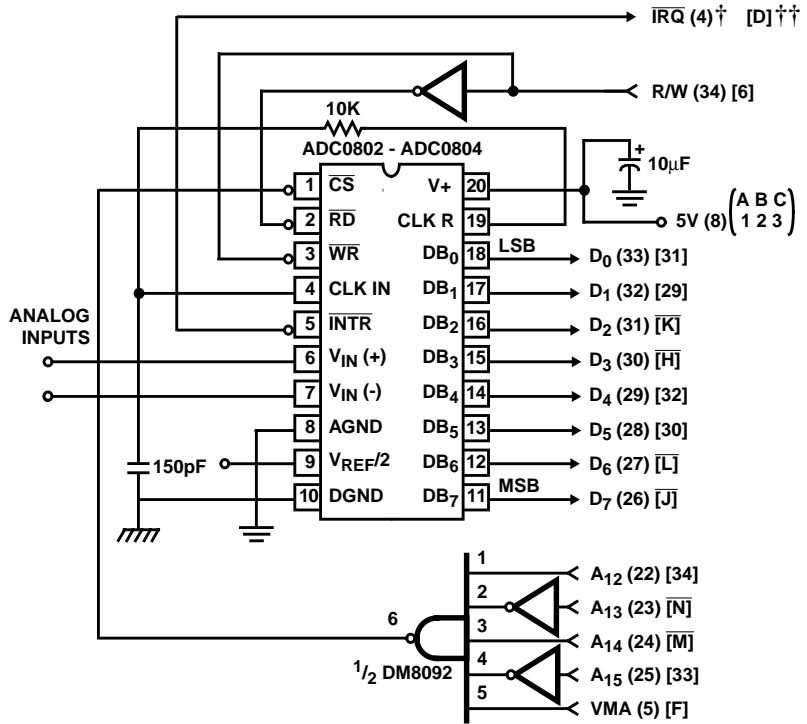 IRQ (4)† [D]††
R/W (34) [6]
10K
ADC0802 - ADC0804
+
10μF
1 CS V+ 20
A B C
5V (8) 1 2 3
2 RD CLK R 19
3 WR DB0 18 LSB D0 (33) [31]
4 CLK IN DB1 17 D1 (32) [29]
ANALOG
INPUTS
5 INTR DB2 16 D2 (31) [K]
6 VIN (+) DB3 15 D3 (30) [H]
7 VIN (-) DB4 14 D4 (29) [32]
8 AGND DB5 13 D5 (28) [30]
150pF 9 VREF/2 DB6 12 D6 (27) [L]
10 DGND DB7 11 MSB D7 (26) [J]
1 A12 (22) [34]
2 A13 (23) [N]
6 3 A14 (24) [M]
1/2 DM8092 4 A15 (25) [33]
5 VMA (5) [F]